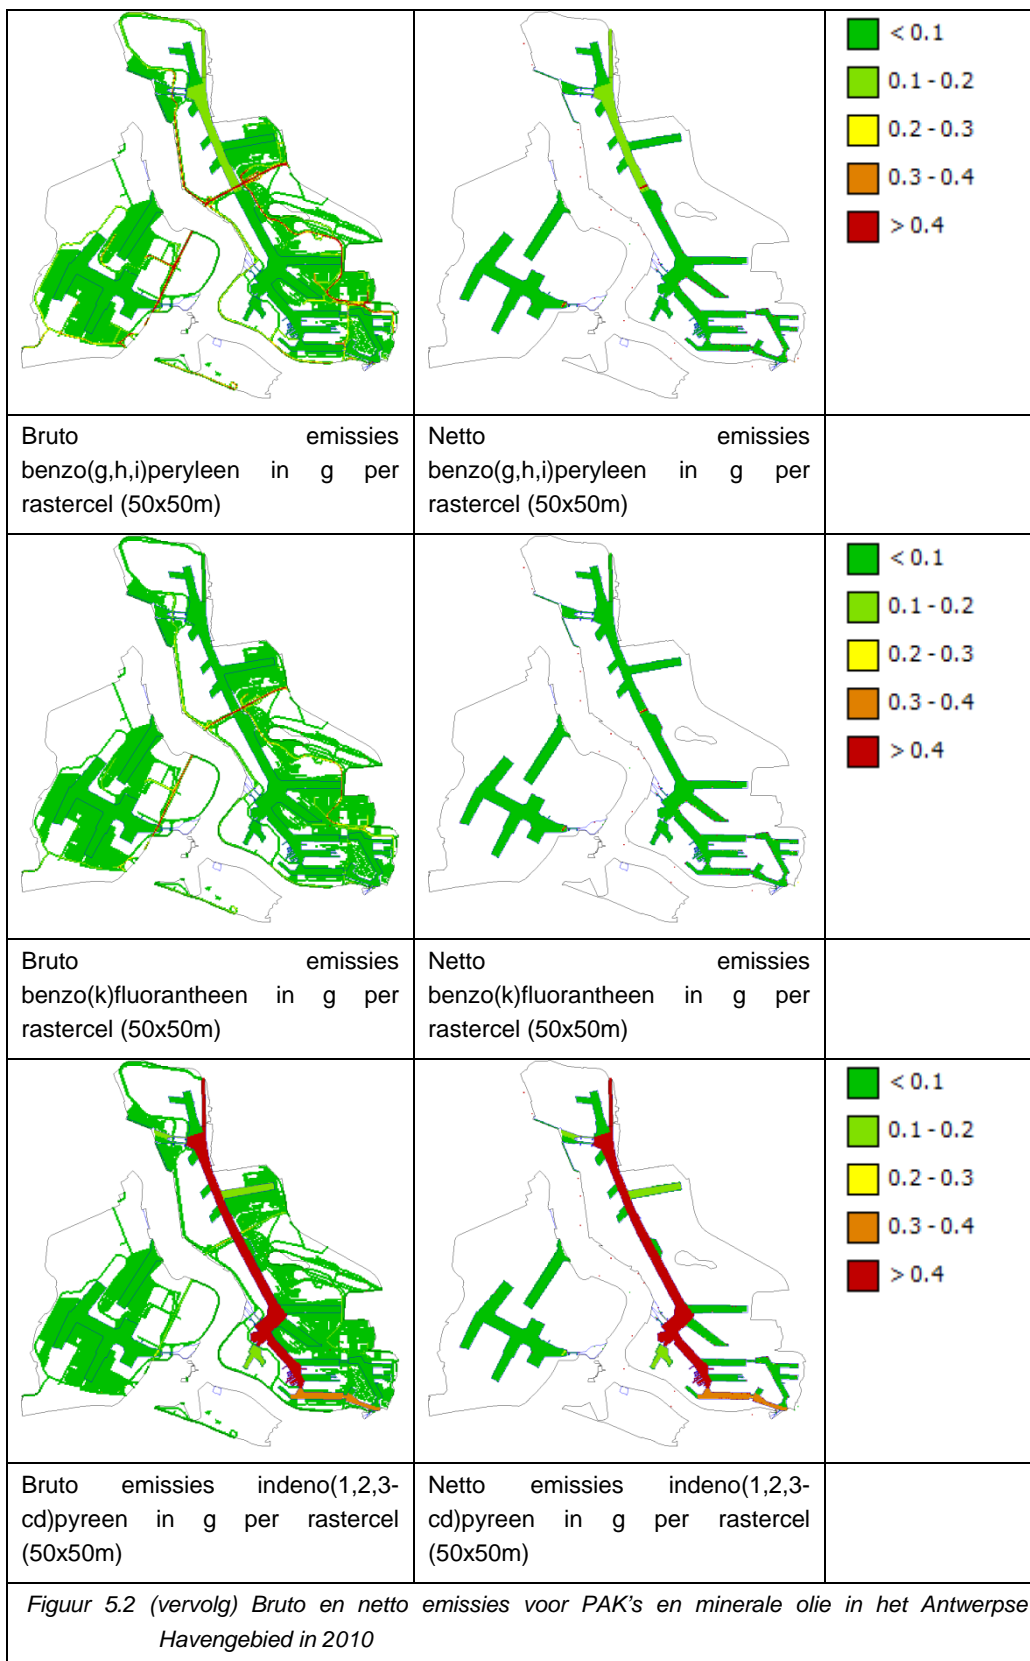 < 0.1
0.1 - 0.2
0.2 - 0.3
0.3 - 0.4
> 0.4
Bruto emissies
benzo(g,h,i)peryleen in g per
rastercel (50x50m)
Netto emissies
benzo(g,h,i)peryleen in g per
rastercel (50x50m)
< 0.1
0.1 - 0.2
0.2 - 0.3
0.3 - 0.4
> 0.4
Bruto emissies
benzo(k)fluorantheen in g per
rastercel (50x50m)
Netto emissies
benzo(k)fluorantheen in g per
rastercel (50x50m)
< 0.1
0.1 - 0.2
0.2 - 0.3
0.3 - 0.4
> 0.4
Bruto emissies indeno(1,2,3-
cd)pyreen in g per rastercel
(50x50m)
Netto emissies indeno(1,2,3-
cd)pyreen in g per rastercel
(50x50m)
Figuur 5.2 (vervolg) Bruto en netto emissies voor PAK's en minerale olie in het Antwerpse
Havengebied in 2010